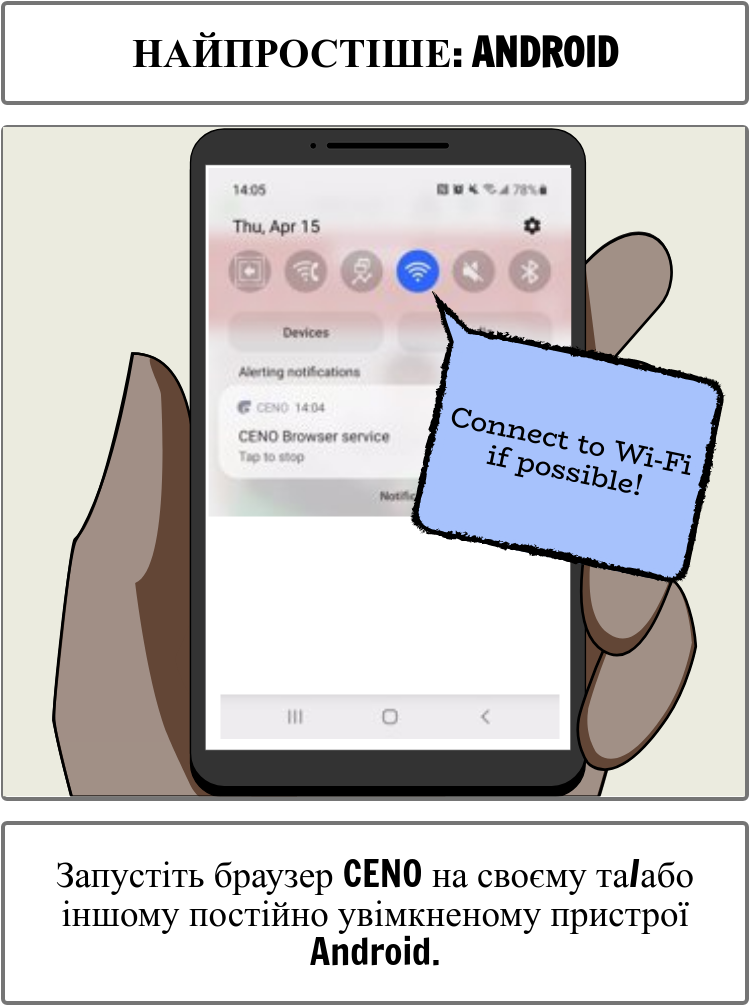 НАЙПРОСТІШЕ: ANDROID
14:05
78%
Thu, Apr 15
Devices
Alerting notifications
CENO 14:04
CENO Browser service
Tap to stop
Connect to Wi-Fi
if possible!
Запустіть браузер CENO на своєму та/або
іншому постійно увімкненому пристрої
Android.